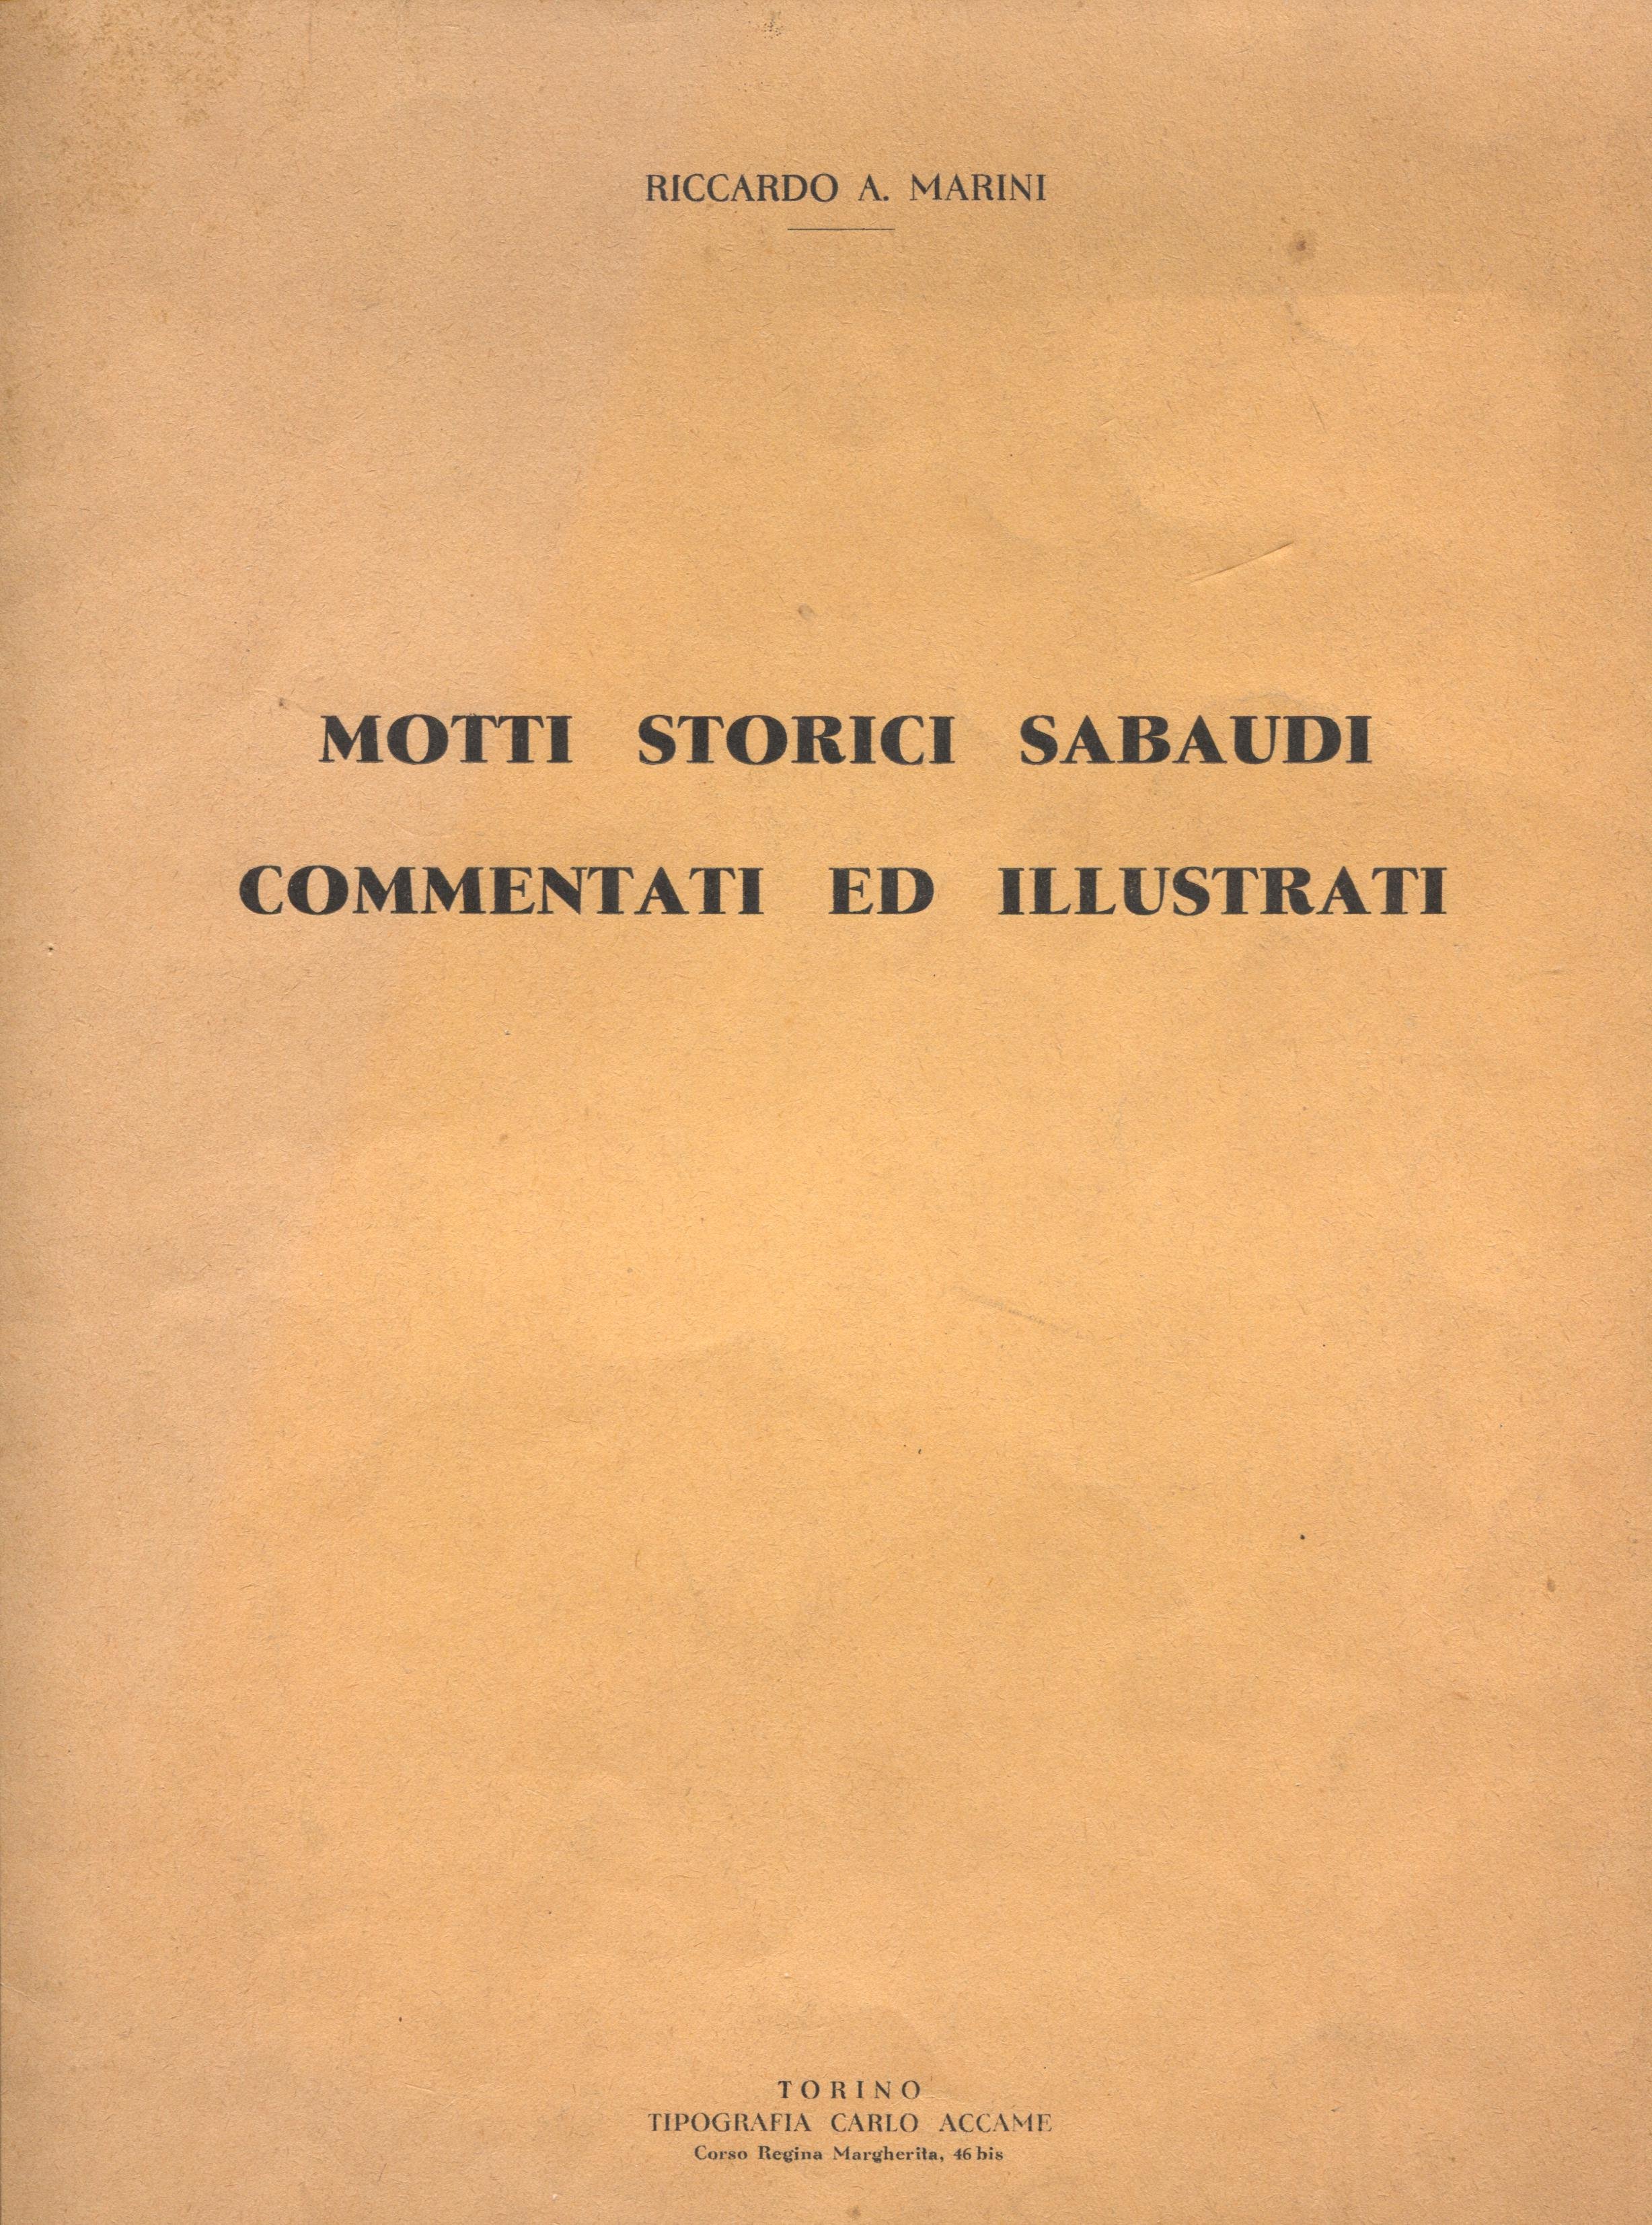 RICCARDO A. MARINI
MOTTI STORICI SABAUDI
COMMENTATI ED ILLUSTRATI
TORINO
TIPOGRAFIA CARLO ACCAME
Corso Regina Margherita, 46 bis